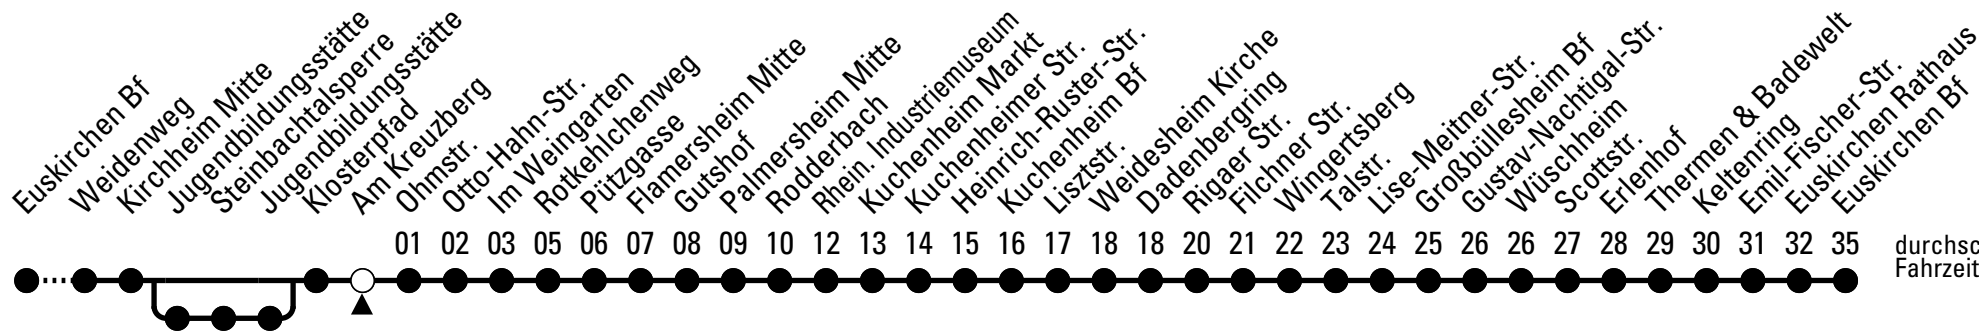 Euskirchen Bf
Weidenweg
Kirchheim Mitte
Jugendbildungsstätte
Steinbachtalsperre
Jugendbildungsstätte
Klosterpfad
Am Kreuzberg
Ohmstr.
Otto-Hahn-Str.
Im Weingarten
Rotkehlchenweg
Pützgasse
Flamersheim Mitte
Gutshof
Palmersheim Mitte
Rodderbach
Rhein. Industriemuseum
Kuchenheim Markt
Kuchenheimer Str.
Heinrich-Ruster-Str.
Kuchenheim Bf
Lisztstr.
Weidesheim Kirche
Dadenbergring
Rigaer Str.
Filchner Str.
Wingertsberg
Talstr.
Lise-Meitner-Str.
Großbüllesheim Bf
Gustav-Nachtigal-Str.
Wüschheim
Scottstr.
Erlenhof
Thermen & Badewelt
Keltenring
Emil-Fischer-Str.
Euskirchen Rathaus
Euskirchen Bf
01 02 03 05 06 07 08 09 10 12 13 14 15 16 17 18 18 20 21 22 23 24 25 26 26 27 28 29 30 31 32 35
durchsc
Fahrzeit